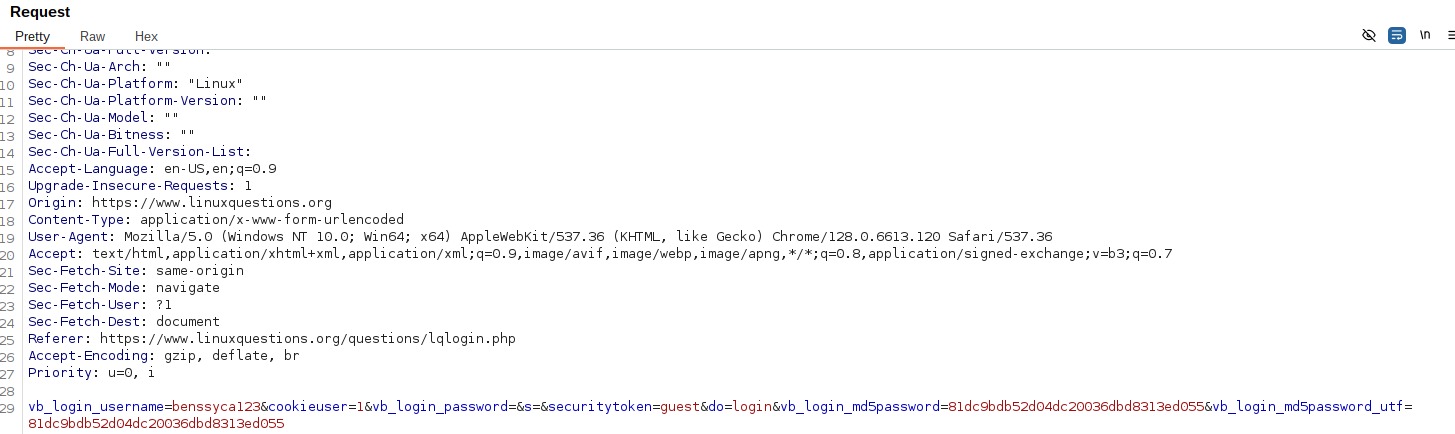 Request
Pretty Raw Hex \n
8 Sec-Ch-Ua-Full-Version:
9 Sec-Ch-Ua-Arch: ""
10 Sec-Ch-Ua-Platform: "Linux"
11 Sec-Ch-Ua-Platform-Version: ""
12 Sec-Ch-Ua-Model: ""
13 Sec-Ch-Ua-Bitness: ""
14 Sec-Ch-Ua-Full-Version-List:
15 Accept-Language: en-US,en;q=0.9
16 Upgrade-Insecure-Requests: 1
17 Origin: https://www.linuxquestions.org
18 Content-Type: application/x-www-form-urlencoded
19 User-Agent: Mozilla/5.0 (Windows NT 10.0; Win64; x64) AppleWebKit/537.36 (KHTML, like Gecko) Chrome/128.0.6613.120 Safari/537.36
20 Accept: text/html,application/xhtml+xml,application/xml;q=0.9,image/avif,image/webp,image/apng,*/*;q=0.8,application/signed-exchange;v=b3;q=0.7
21 Sec-Fetch-Site: same-origin
22 Sec-Fetch-Mode: navigate
23 Sec-Fetch-User: ?1
24 Sec-Fetch-Dest: document
25 Referer: https://www.linuxquestions.org/questions/lqlogin.php
26 Accept-Encoding: gzip, deflate, br
27 Priority: u=0, i
28
29 vb_login_username=benssyca123&cookieuser=1&vb_login_password=&s=&securitytoken=guest&do=login&vb_login_md5password=81dc9bdb52d04dc20036dbd8313ed055&vb_login_md5password_utf=
81dc9bdb52d04dc20036dbd8313ed055